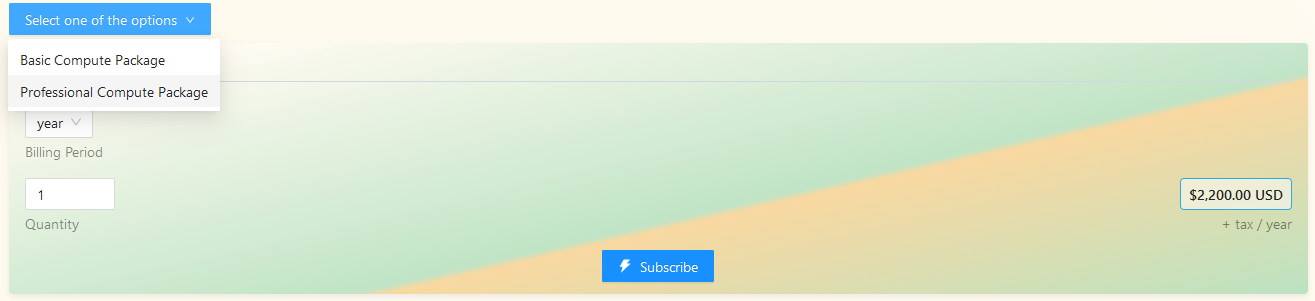 Select one of the options
Basic Compute Package
Professional Compute Package
year
Billing Period
1
$2,200.00 USD
Quantity
+ tax / year
Subscribe